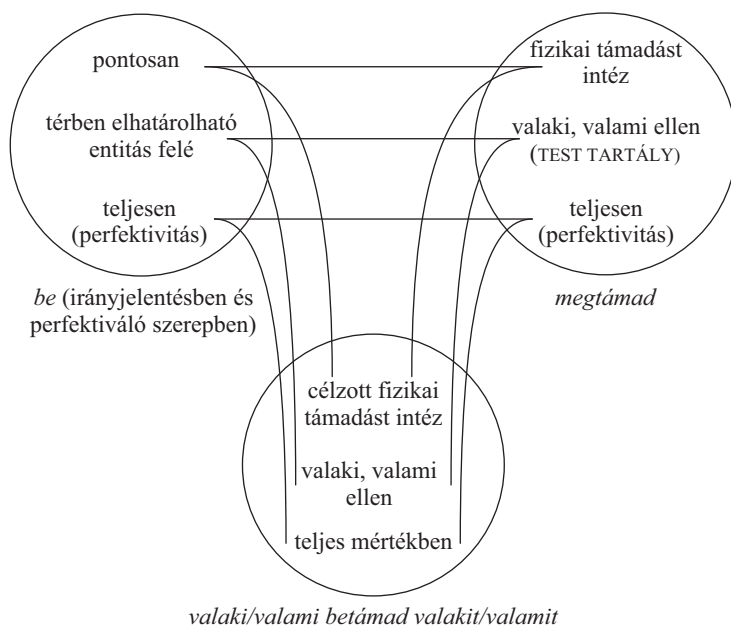 pontosan
térben elhatárolható
entitás felé
teljesen
(perfektivitás)
be (irányjelentésben és
perfektiváló szerepben)
fizikai támadást
intéz
valaki, valami ellen
(TEST TARTÁLY)
teljesen
(perfektivitás)
megtámad
célzott fizikai
támadást intéz
valaki, valami
ellen
teljes mértékben
valaki/valami betámad valakit/valamit